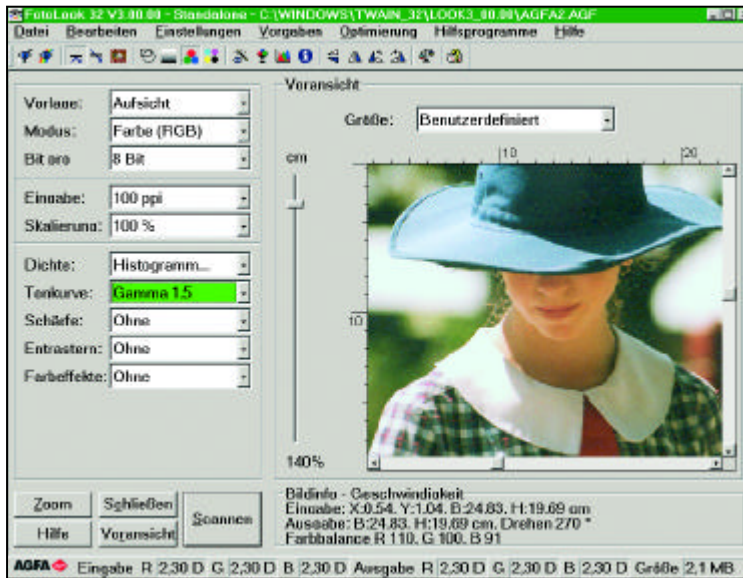 FotoLook 32 V3.00.00 - Standalone - C:\WINDOWS\TWAIN_32\LOOK3_00.00\AGFA2.AGF
Datei Bearbeiten Einstellungen Vorgaben Optimierung Hilfsprogramme Hilfe
Vorlage: Aufsicht
Modus: Farbe (RGB)
Bit pro 8 Bit
Eingabe: 100 ppi
Skalierung: 100 %
Dichte: Histogramm...
Tonkurve: Gamma 1.5
Schärfe: Ohne
Entrastern: Ohne
Farbeffekte: Ohne
Zoom Schließen Scannen
Hilfe Voransicht
Voransicht
Größe: Benutzerdefiniert
cm 10 20
10
140%
Bildinfo - Geschwindigkeit
Eingabe: X:0.54, Y:1.04, B:24.83, H:19.69 cm
Ausgabe: B:24.83, H:19.69 cm, Drehen 270 °
Farbbalance R 110, G 100, B 91
AGFA Eingabe R 2,30 D G 2,30 D B 2,30 D Ausgabe R 2,30 D G 2,30 D B 2,30 D Größe 2,1 MB